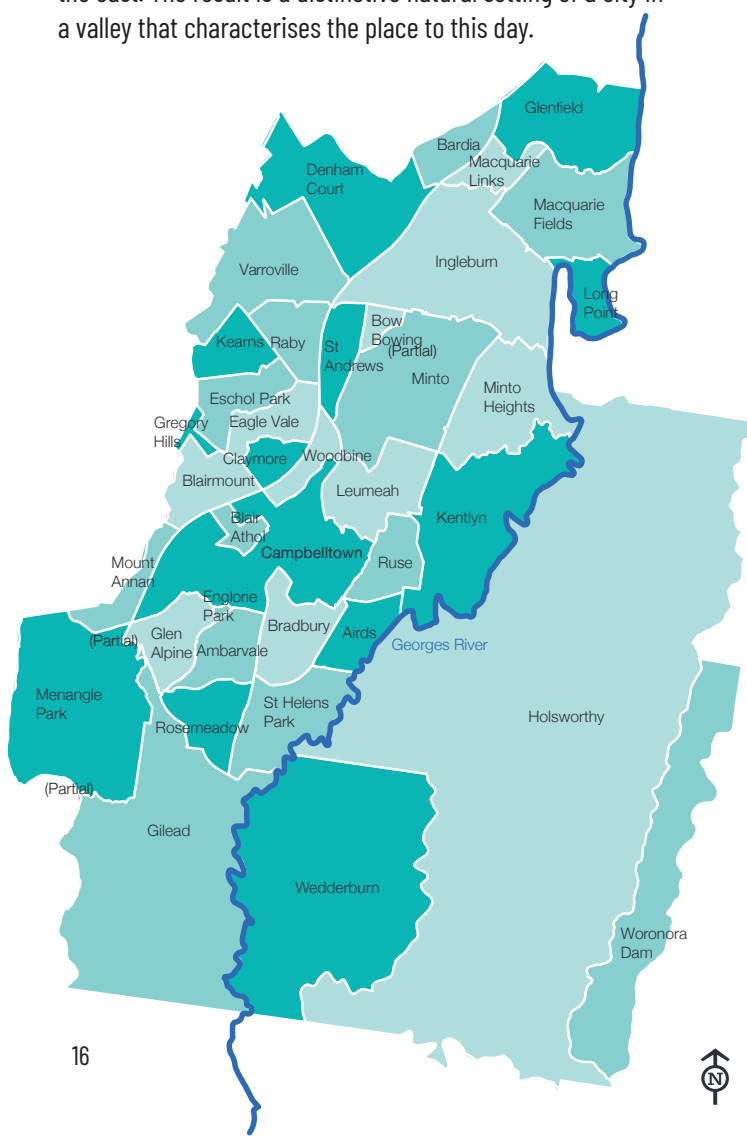 a valley that characterises the place to this day.
Glenfield
Bardia
Macquarie
Links
Denham
Court
Macquarie
Fields
Ingleburn
Varroville
Long
Point
Bow
Bowing
(Partial)
Kearns
Raby
St
Andrews
Minto
Minto
Heights
Eschol Park
Eagle Vale
Gregory
Hills
Claymore
Woodbine
Blairmount
Leumeah
Blair
Athol
Kentlyn
Campbelltown
Mount
Annan
Ruse
Englorie
Park
(Partial)
Glen
Alpine
Ambarvale
Bradbury
Airds
Georges River
Menangle
Park
Rosemeadow
St Helens
Park
Holsworthy
(Partial)
Gilead
Wedderburn
Woronora
Dam
16
N